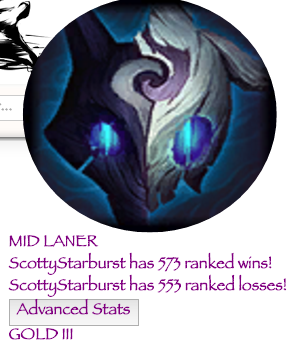 MID LANER
ScottyStarburst has 573 ranked wins!
ScottyStarburst has 553 ranked losses!
Advanced Stats
GOLD III